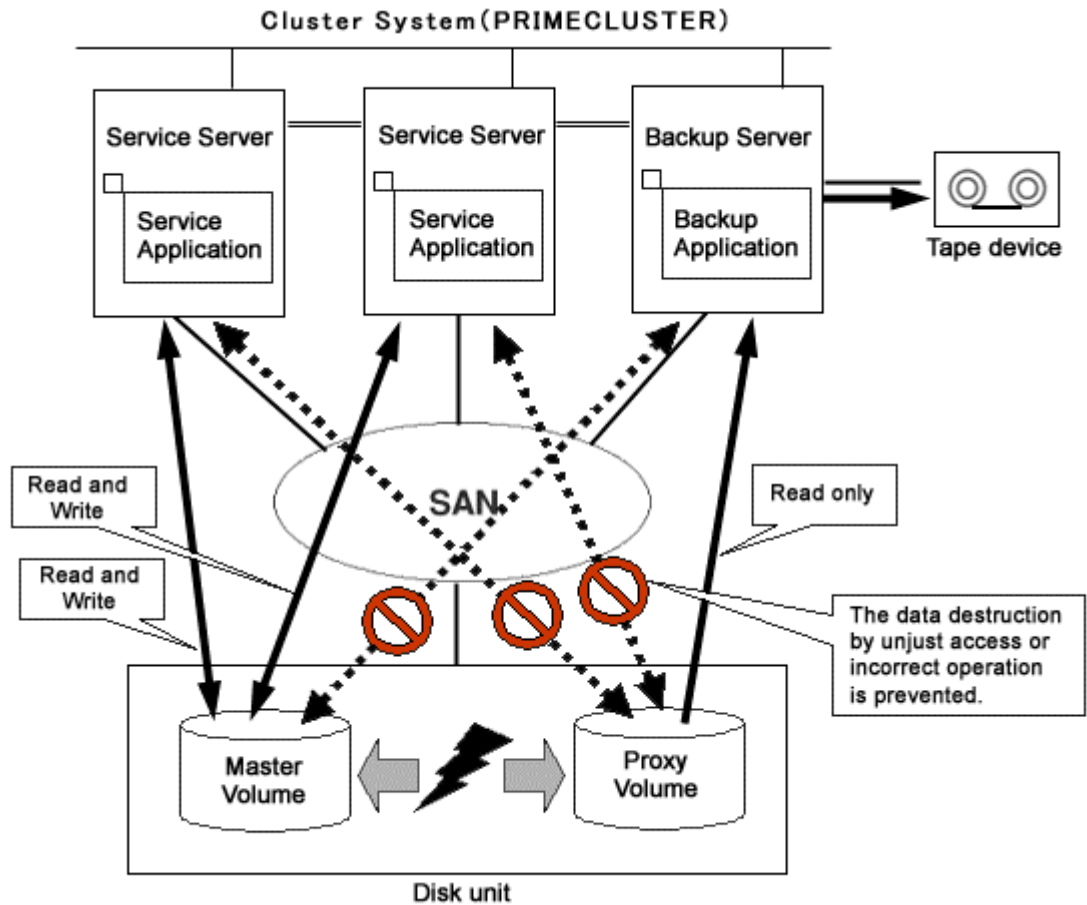 Cluster System(PRIMECLUSTER)
Service Server
Service
Application
Service Server
Service
Application
Backup Server
Backup
Application
Tape device
Read and
Write
Read and
Write
SAN
Read only
The data destruction
by unjust access or
incorrect operation
is prevented.
Master
Volume
Proxy
Volume
Disk unit